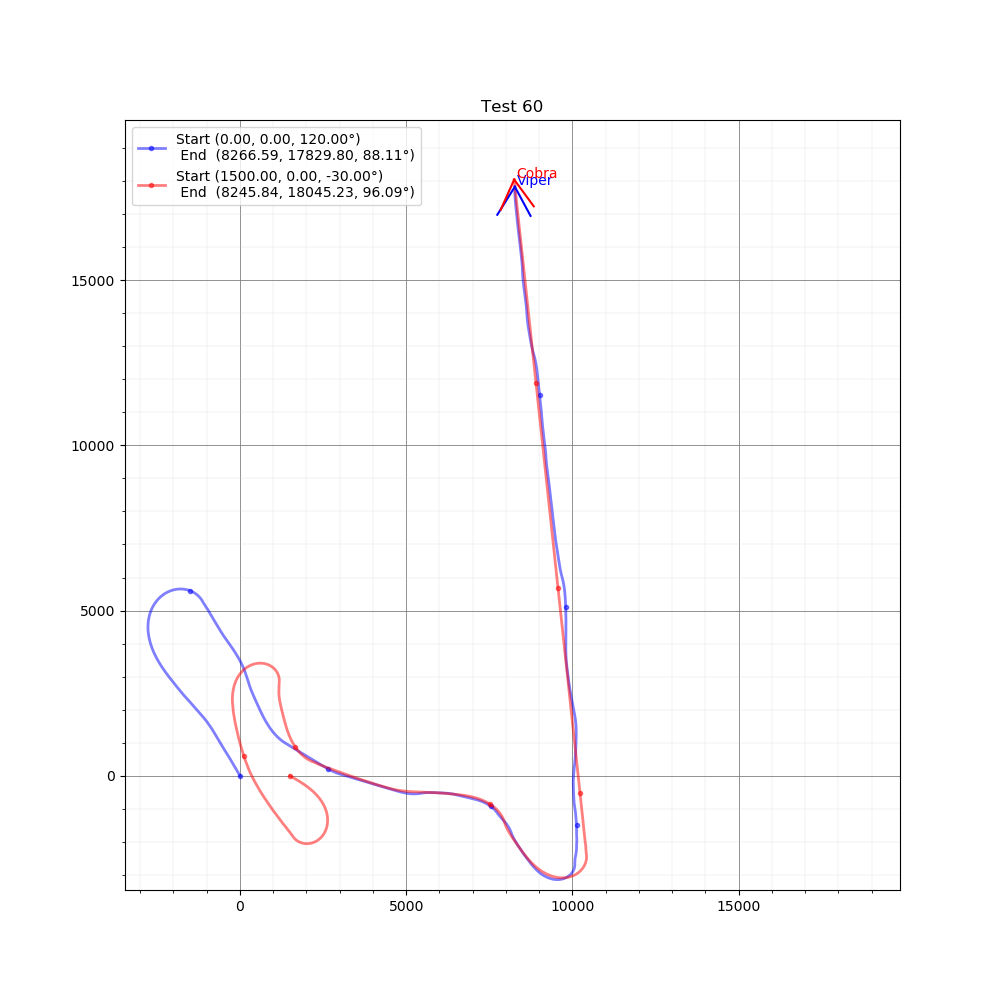 Test 60
Start (0.00, 0.00, 120.00°)
End (8266.59, 17829.80, 88.11°)
Start (1500.00, 0.00, -30.00°)
End (8245.84, 18045.23, 96.09°)
Cobra
Viper
15000
10000
5000
0
0
5000
10000
15000